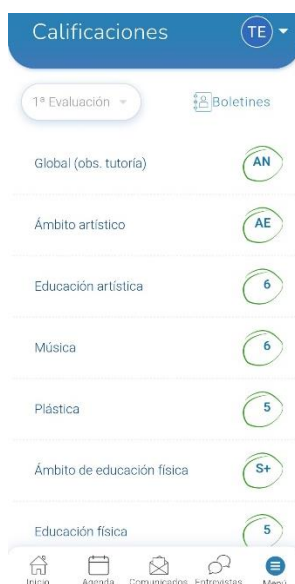 Calificaciones TE
1ª Evaluación Boletines
Global (obs. tutoría) AN
Ámbito artístico AE
Educación artística 6
Música 6
Plástica 5
Ámbito de educación física S+
Educación física 5
Inicio Agenda Comunicados Entrevistas Menú